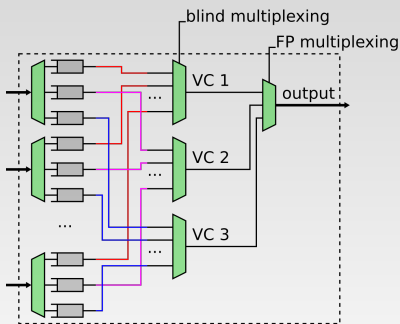 blind multiplexing
FP multiplexing
VC 1
output
...
VC 2
...
VC 3
...
...